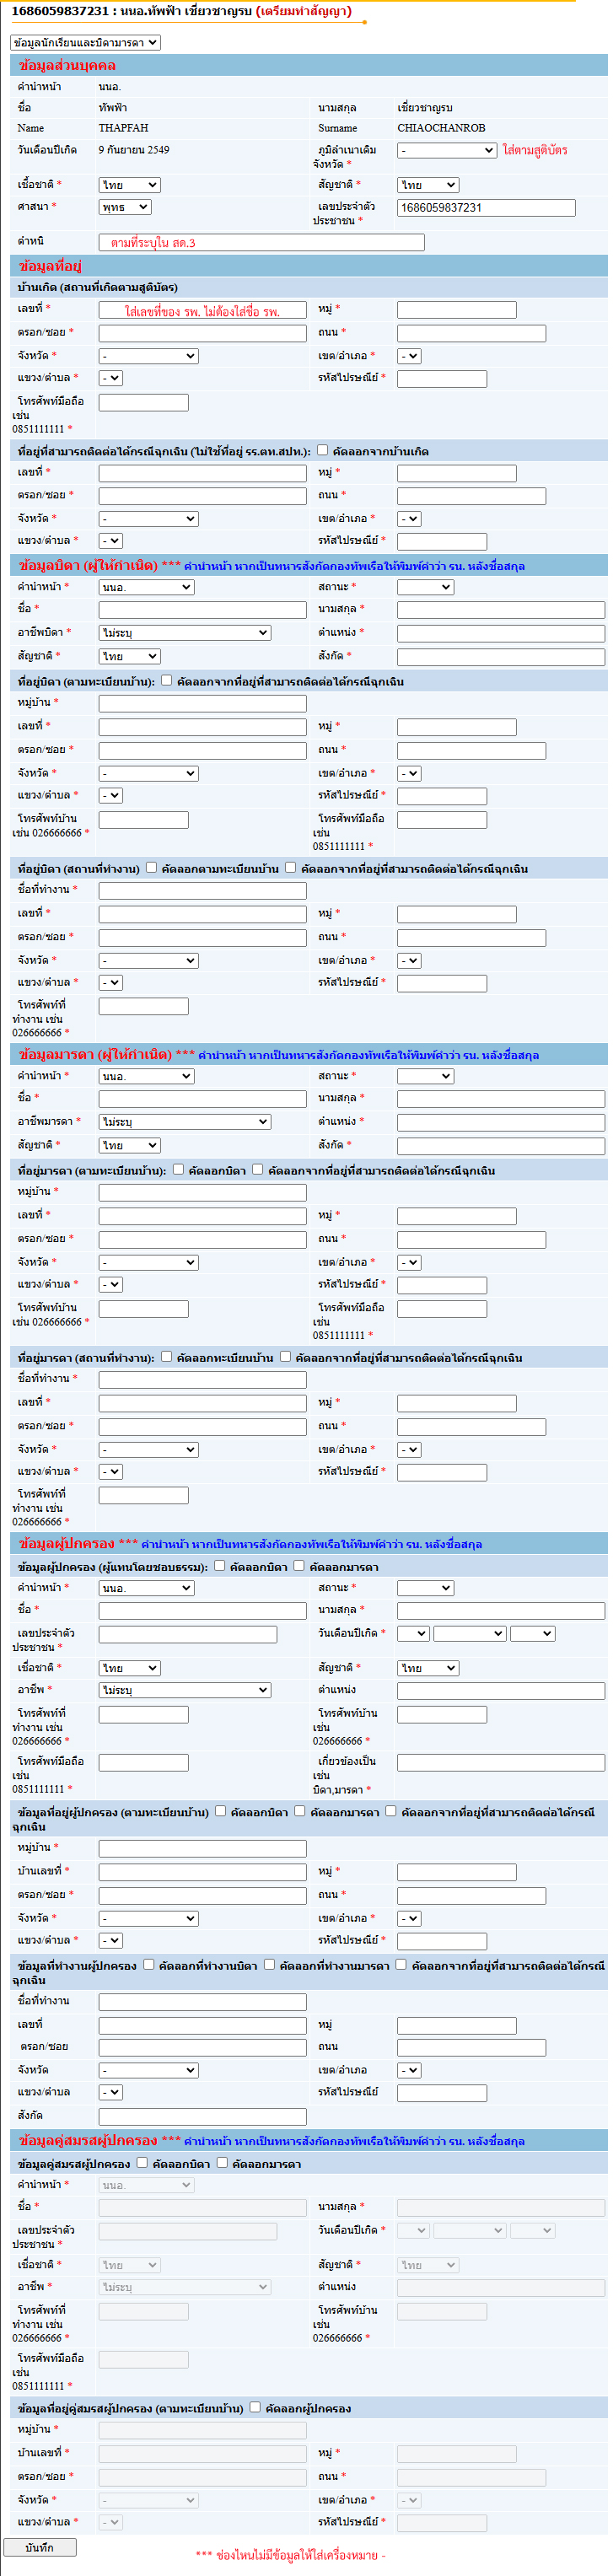 1686059837231 : นนอ.ทัพฟ้า เชี่ยวชาญรบ (เตรียมทำสัญญา)
ข้อมูลนักเรียนและบิดามารดา
ข้อมูลส่วนบุคคล
คำนำหน้า นนอ.
ชื่อ ทัพฟ้า นามสกุล เชี่ยวชาญรบ
Name THAPFAH Surname CHIAOCHANROB
วันเดือนปีเกิด 9 กันยายน 2549 ภูมิลำเนาเดิม - ใส่ตามสูติบัตร
จังหวัด *
เชื้อชาติ * ไทย สัญชาติ * ไทย
ศาสนา * พุทธ เลขประจำตัว 1686059837231
ประชาชน *
ตำหนิ ตามที่ระบุใน สด.3
ข้อมูลที่อยู่
บ้านเกิด (สถานที่เกิดตามสูติบัตร)
เลขที่ * ใส่เลขที่ของ รพ. ไม่ต้องใส่ชื่อ รพ. หมู่ *
ตรอก/ซอย * ถนน *
จังหวัด * - เขต/อำเภอ * -
แขวง/ตำบล * - รหัสไปรษณีย์ *
โทรศัพท์มือถือ
เช่น
0851111111 *
ที่อยู่ที่สามารถติดต่อได้กรณีฉุกเฉิน (ไม่ใช้ที่อยู่ รร.ตท.สปท.): คัดลอกจากบ้านเกิด
เลขที่ * หมู่ *
ตรอก/ซอย * ถนน *
จังหวัด * - เขต/อำเภอ * -
แขวง/ตำบล * - รหัสไปรษณีย์ *
ข้อมูลบิดา (ผู้ให้กำเนิด) *** คำนำหน้า หากเป็นทหารสังกัดกองทัพเรือให้พิมพ์คำว่า รน. หลังชื่อสกุล
คำนำหน้า * นนอ. สถานะ *
ชื่อ * นามสกุล *
อาชีพบิดา * ไม่ระบุ ตำแหน่ง *
สัญชาติ * ไทย สังกัด *
ที่อยู่บิดา (ตามทะเบียนบ้าน): คัดลอกจากที่อยู่ที่สามารถติดต่อได้กรณีฉุกเฉิน
หมู่บ้าน *
เลขที่ * หมู่ *
ตรอก/ซอย * ถนน *
จังหวัด * - เขต/อำเภอ * -
แขวง/ตำบล * - รหัสไปรษณีย์ *
โทรศัพท์บ้าน โทรศัพท์มือถือ
เช่น 026666666 * เช่น
0851111111 *
ที่อยู่บิดา (สถานที่ทำงาน) คัดลอกตามทะเบียนบ้าน คัดลอกจากที่อยู่ที่สามารถติดต่อได้กรณีฉุกเฉิน
ชื่อที่ทำงาน *
เลขที่ * หมู่ *
ตรอก/ซอย * ถนน *
จังหวัด * - เขต/อำเภอ * -
แขวง/ตำบล * - รหัสไปรษณีย์ *
โทรศัพท์ที่
ทำงาน เช่น
026666666 *
ข้อมูลมารดา (ผู้ให้กำเนิด) *** คำนำหน้า หากเป็นทหารสังกัดกองทัพเรือให้พิมพ์คำว่า รน. หลังชื่อสกุล
คำนำหน้า * นนอ. สถานะ *
ชื่อ * นามสกุล *
อาชีพมารดา * ไม่ระบุ ตำแหน่ง *
สัญชาติ * ไทย สังกัด *
ที่อยู่มารดา (ตามทะเบียนบ้าน): คัดลอกบิดา คัดลอกจากที่อยู่ที่สามารถติดต่อได้กรณีฉุกเฉิน
หมู่บ้าน *
เลขที่ * หมู่ *
ตรอก/ซอย * ถนน *
จังหวัด * - เขต/อำเภอ * -
แขวง/ตำบล * - รหัสไปรษณีย์ *
โทรศัพท์บ้าน โทรศัพท์มือถือ
เช่น 026666666 * เช่น
0851111111 *
ที่อยู่มารดา (สถานที่ทำงาน): คัดลอกทะเบียนบ้าน คัดลอกจากที่อยู่ที่สามารถติดต่อได้กรณีฉุกเฉิน
ชื่อที่ทำงาน *
เลขที่ * หมู่ *
ตรอก/ซอย * ถนน *
จังหวัด * - เขต/อำเภอ * -
แขวง/ตำบล * - รหัสไปรษณีย์ *
โทรศัพท์ที่
ทำงาน เช่น
026666666 *
ข้อมูลผู้ปกครอง *** คำนำหน้า หากเป็นทหารสังกัดกองทัพเรือให้พิมพ์คำว่า รน. หลังชื่อสกุล
ข้อมูลผู้ปกครอง (ผู้แทนโดยชอบธรรม): คัดลอกบิดา คัดลอกมารดา
คำนำหน้า * นนอ. สถานะ *
ชื่อ * นามสกุล *
เลขประจำตัว วันเดือนปีเกิด *
ประชาชน *
เชื้อชาติ * ไทย สัญชาติ * ไทย
อาชีพ * ไม่ระบุ ตำแหน่ง
โทรศัพท์ที่ โทรศัพท์บ้าน
ทำงาน เช่น เช่น
026666666 * 026666666 *
โทรศัพท์มือถือ เกี่ยวข้องเป็น
เช่น เช่น
0851111111 * บิดา,มารดา *
ข้อมูลที่อยู่ผู้ปกครอง (ตามทะเบียนบ้าน) คัดลอกบิดา คัดลอกมารดา คัดลอกจากที่อยู่ที่สามารถติดต่อได้กรณี
ฉุกเฉิน
หมู่บ้าน *
บ้านเลขที่ * หมู่ *
ตรอก/ซอย * ถนน *
จังหวัด * - เขต/อำเภอ * -
แขวง/ตำบล * - รหัสไปรษณีย์ *
ข้อมูลที่ทำงานผู้ปกครอง คัดลอกที่ทำงานบิดา คัดลอกที่ทำงานมารดา คัดลอกจากที่อยู่ที่สามารถติดต่อได้กรณี
ฉุกเฉิน
ชื่อที่ทำงาน
เลขที่ หมู่
ตรอก/ซอย ถนน
จังหวัด - เขต/อำเภอ -
แขวง/ตำบล - รหัสไปรษณีย์
สังกัด
ข้อมูลคู่สมรสผู้ปกครอง *** คำนำหน้า หากเป็นทหารสังกัดกองทัพเรือให้พิมพ์คำว่า รน. หลังชื่อสกุล
ข้อมูลคู่สมรสผู้ปกครอง คัดลอกบิดา คัดลอกมารดา
คำนำหน้า * นนอ.
ชื่อ * นามสกุล *
เลขประจำตัว วันเดือนปีเกิด *
ประชาชน *
เชื้อชาติ * ไทย สัญชาติ * ไทย
อาชีพ * ไม่ระบุ ตำแหน่ง
โทรศัพท์ที่ โทรศัพท์บ้าน
ทำงาน เช่น เช่น
026666666 * 026666666 *
โทรศัพท์มือถือ
เช่น
0851111111 *
ข้อมูลที่อยู่คู่สมรสผู้ปกครอง (ตามทะเบียนบ้าน) คัดลอกผู้ปกครอง
หมู่บ้าน *
บ้านเลขที่ * หมู่ *
ตรอก/ซอย * ถนน *
จังหวัด * - เขต/อำเภอ * -
แขวง/ตำบล * - รหัสไปรษณีย์ *
บันทึก
*** ช่องไหนไม่มีข้อมูลให้ใส่เครื่องหมาย -